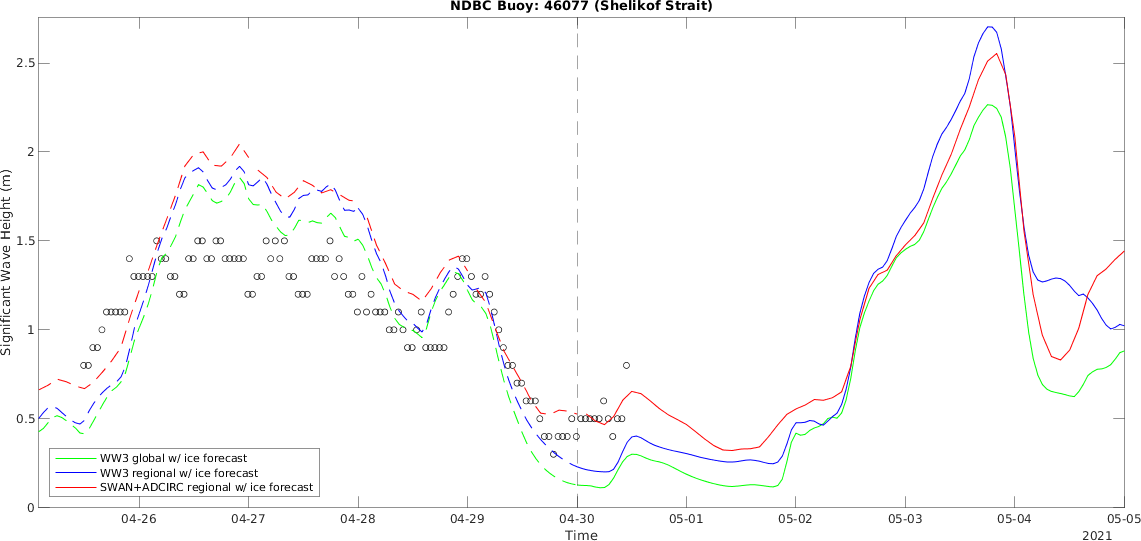 NDBC Buoy: 46077 (Shelikof Strait)
Significant Wave Height (m)
2.5
2
1.5
1
0.5
0
WW3 global w/ ice forecast
WW3 regional w/ ice forecast
SWAN+ADCIRC regional w/ ice forecast
04-26 04-27 04-28 04-29 04-30 05-01 05-02 05-03 05-04 05-05
Time
2021